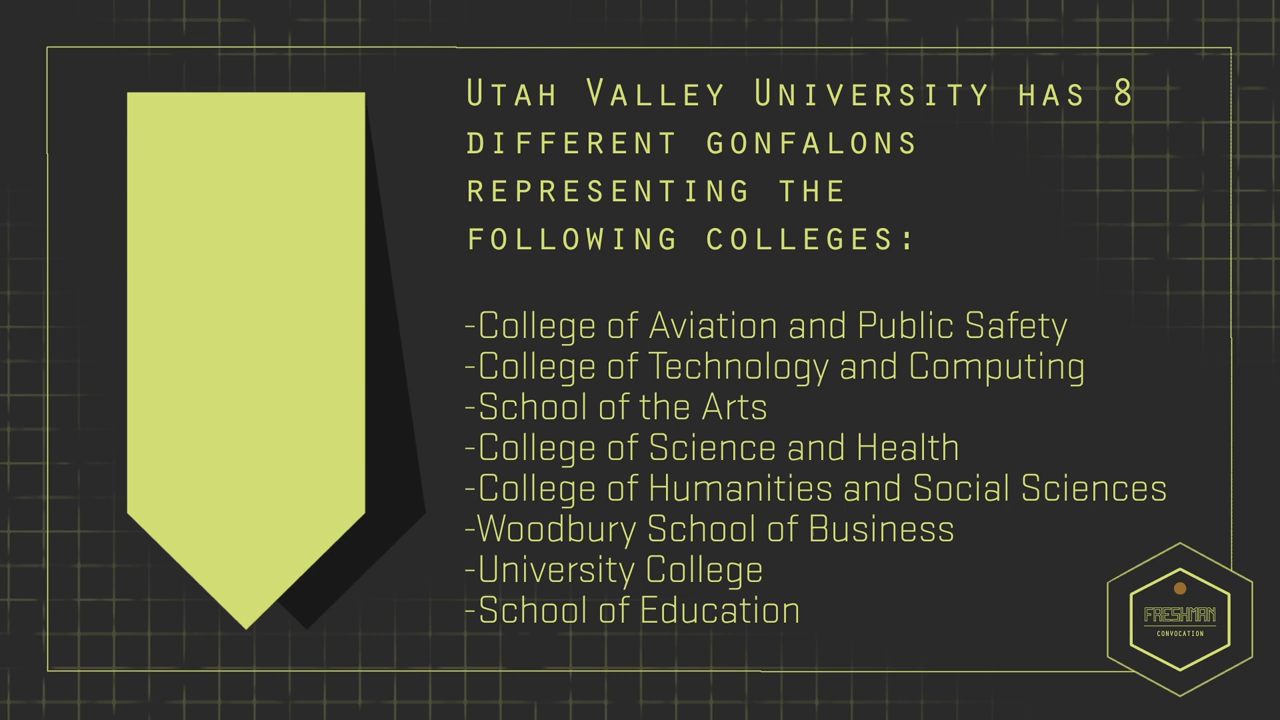 Utah Valley University has 8
different gonfalons
representing the
following colleges:
-College of Aviation and Public Safety
-College of Technology and Computing
-School of the Arts
-College of Science and Health
-College of Humanities and Social Sciences
-Woodbury School of Business
-University College
-School of Education
FRESHMAN
CONVOCATION